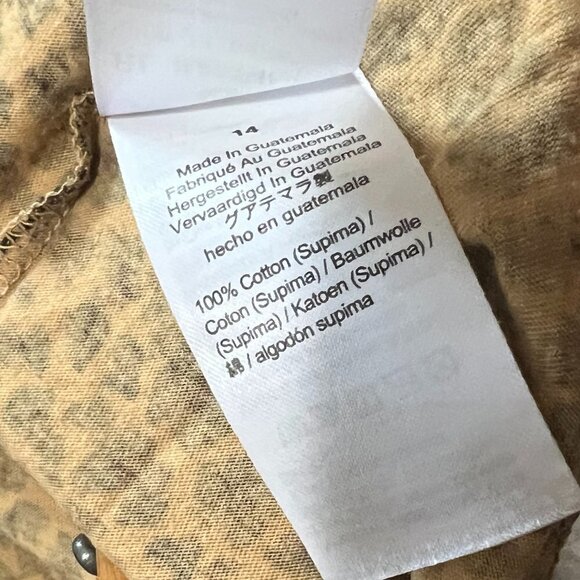 14
Made In Guatemala
Fabriqué Au Guatemala
Hergestellt In Guatemala
Vervaardigd In Guatemala
グアテマラ製
hecho en guatemala
100% Cotton (Supima) /
Coton (Supima) / Baumwolle
(Supima) / Katoen (Supima) /
綿 / algodón supima